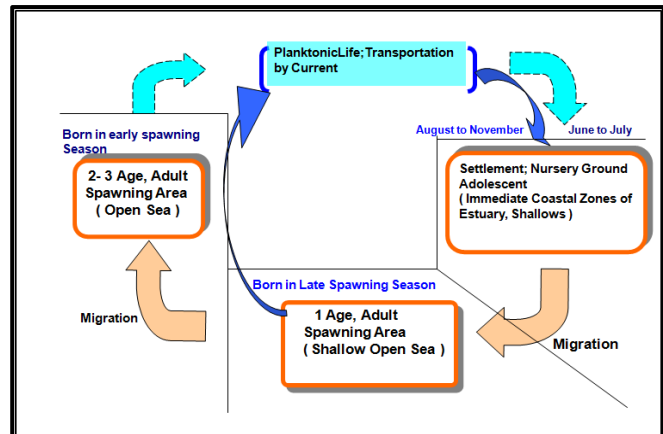 PlanktonicLife;Transportation
by Current
Born in early spawning
Season
August to November
June to July
2- 3 Age, Adult
Spawning Area
( Open Sea )
Settlement; Nursery Ground
Adolescent
( Immediate Coastal Zones of
Estuary, Shallows )
Born in Late Spawning Season
1 Age, Adult
Spawning Area
( Shallow Open Sea )
Migration
Migration